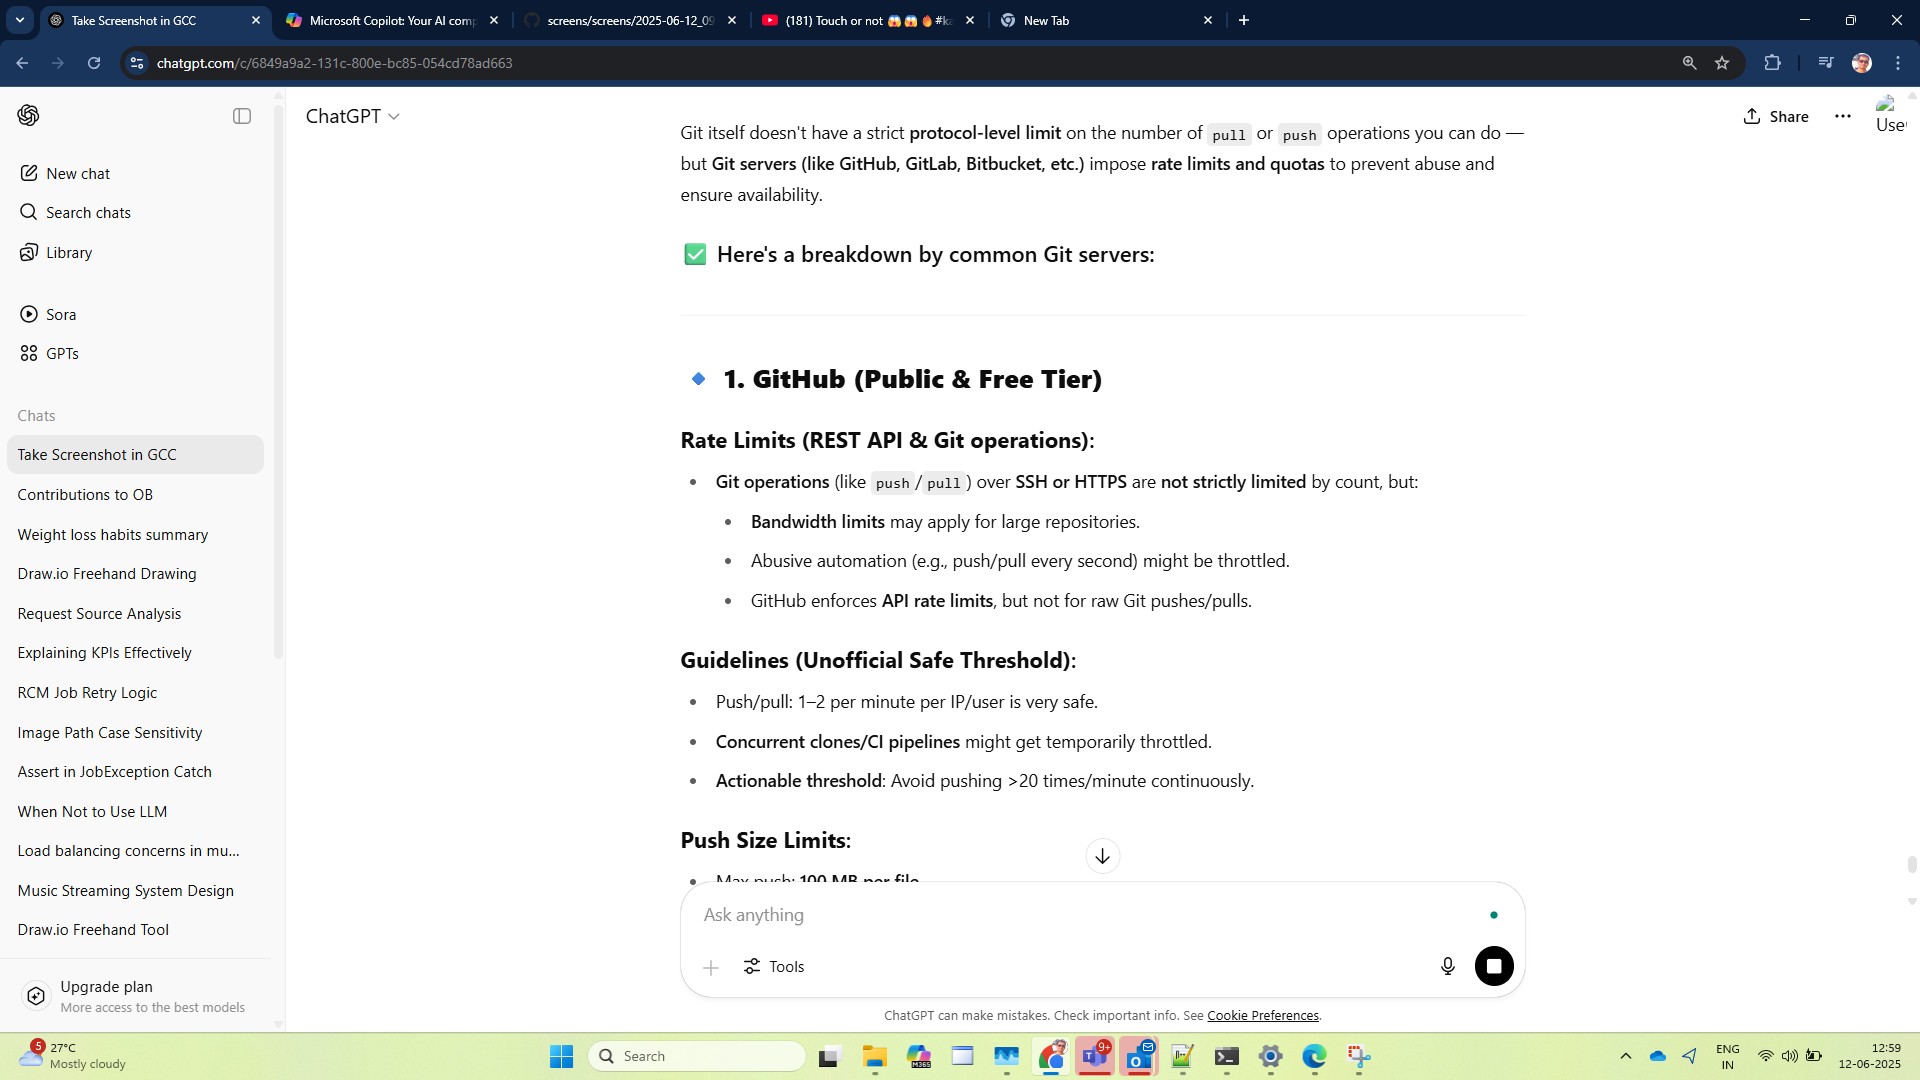 Take Screenshot in GCC
Microsoft Copilot: Your AI comp
screens/screens/2025-06-12_09
(181) Touch or not 😱😱🔥#ka
New Tab
chatgpt.com/c/6849a9a2-131c-800e-bc85-054cd78ad663
ChatGPT
Share
Use
New chat
Search chats
Library
Sora
GPTs
Chats
Take Screenshot in GCC
Contributions to OB
Weight loss habits summary
Draw.io Freehand Drawing
Request Source Analysis
Explaining KPIs Effectively
RCM Job Retry Logic
Image Path Case Sensitivity
Assert in JobException Catch
When Not to Use LLM
Load balancing concerns in mu...
Music Streaming System Design
Draw.io Freehand Tool
Upgrade plan
More access to the best models
Git itself doesn't have a strict protocol-level limit on the number of pull or push operations you can do —
but Git servers (like GitHub, GitLab, Bitbucket, etc.) impose rate limits and quotas to prevent abuse and
ensure availability.
✅ Here's a breakdown by common Git servers:
🔹 1. GitHub (Public & Free Tier)
Rate Limits (REST API & Git operations):
• Git operations (like push/pull) over SSH or HTTPS are not strictly limited by count, but:
• Bandwidth limits may apply for large repositories.
• Abusive automation (e.g., push/pull every second) might be throttled.
• GitHub enforces API rate limits, but not for raw Git pushes/pulls.
Guidelines (Unofficial Safe Threshold):
• Push/pull: 1–2 per minute per IP/user is very safe.
• Concurrent clones/CI pipelines might get temporarily throttled.
• Actionable threshold: Avoid pushing >20 times/minute continuously.
Push Size Limits:
• Max push: 100 MB per file
Ask anything
Tools
ChatGPT can make mistakes. Check important info. See Cookie Preferences.
5
27°C
Mostly cloudy
Search
M365
9+
ENG
IN
12:59
12-06-2025